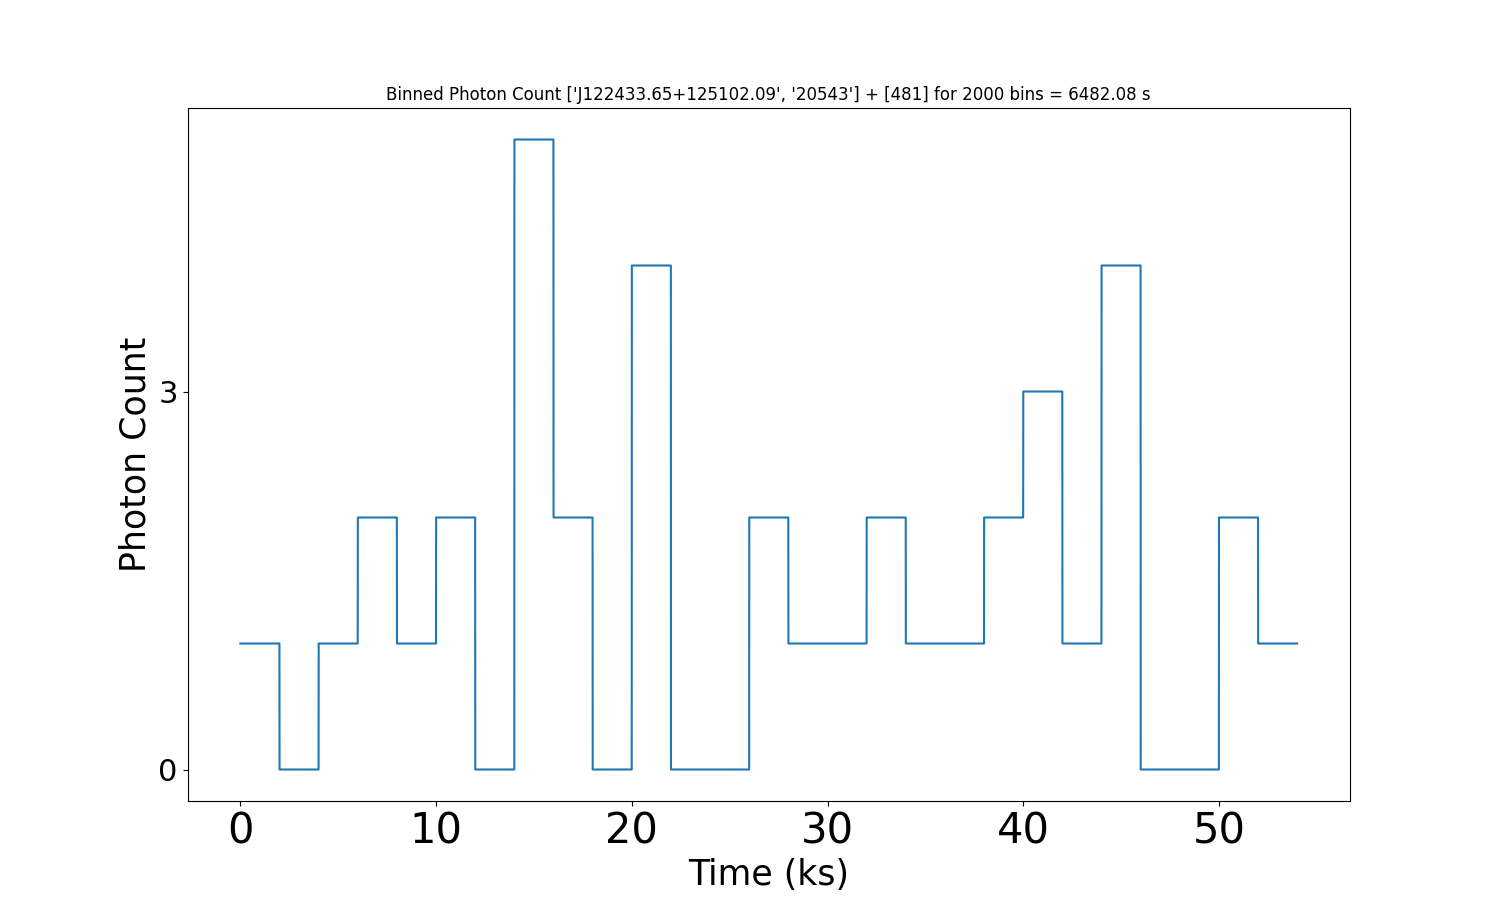 Binned Photon Count ['J122433.65+125102.09', '20543'] + [481] for 2000 bins = 6482.08 s
Photon Count
3
0
0 10 20 30 40 50
Time (ks)